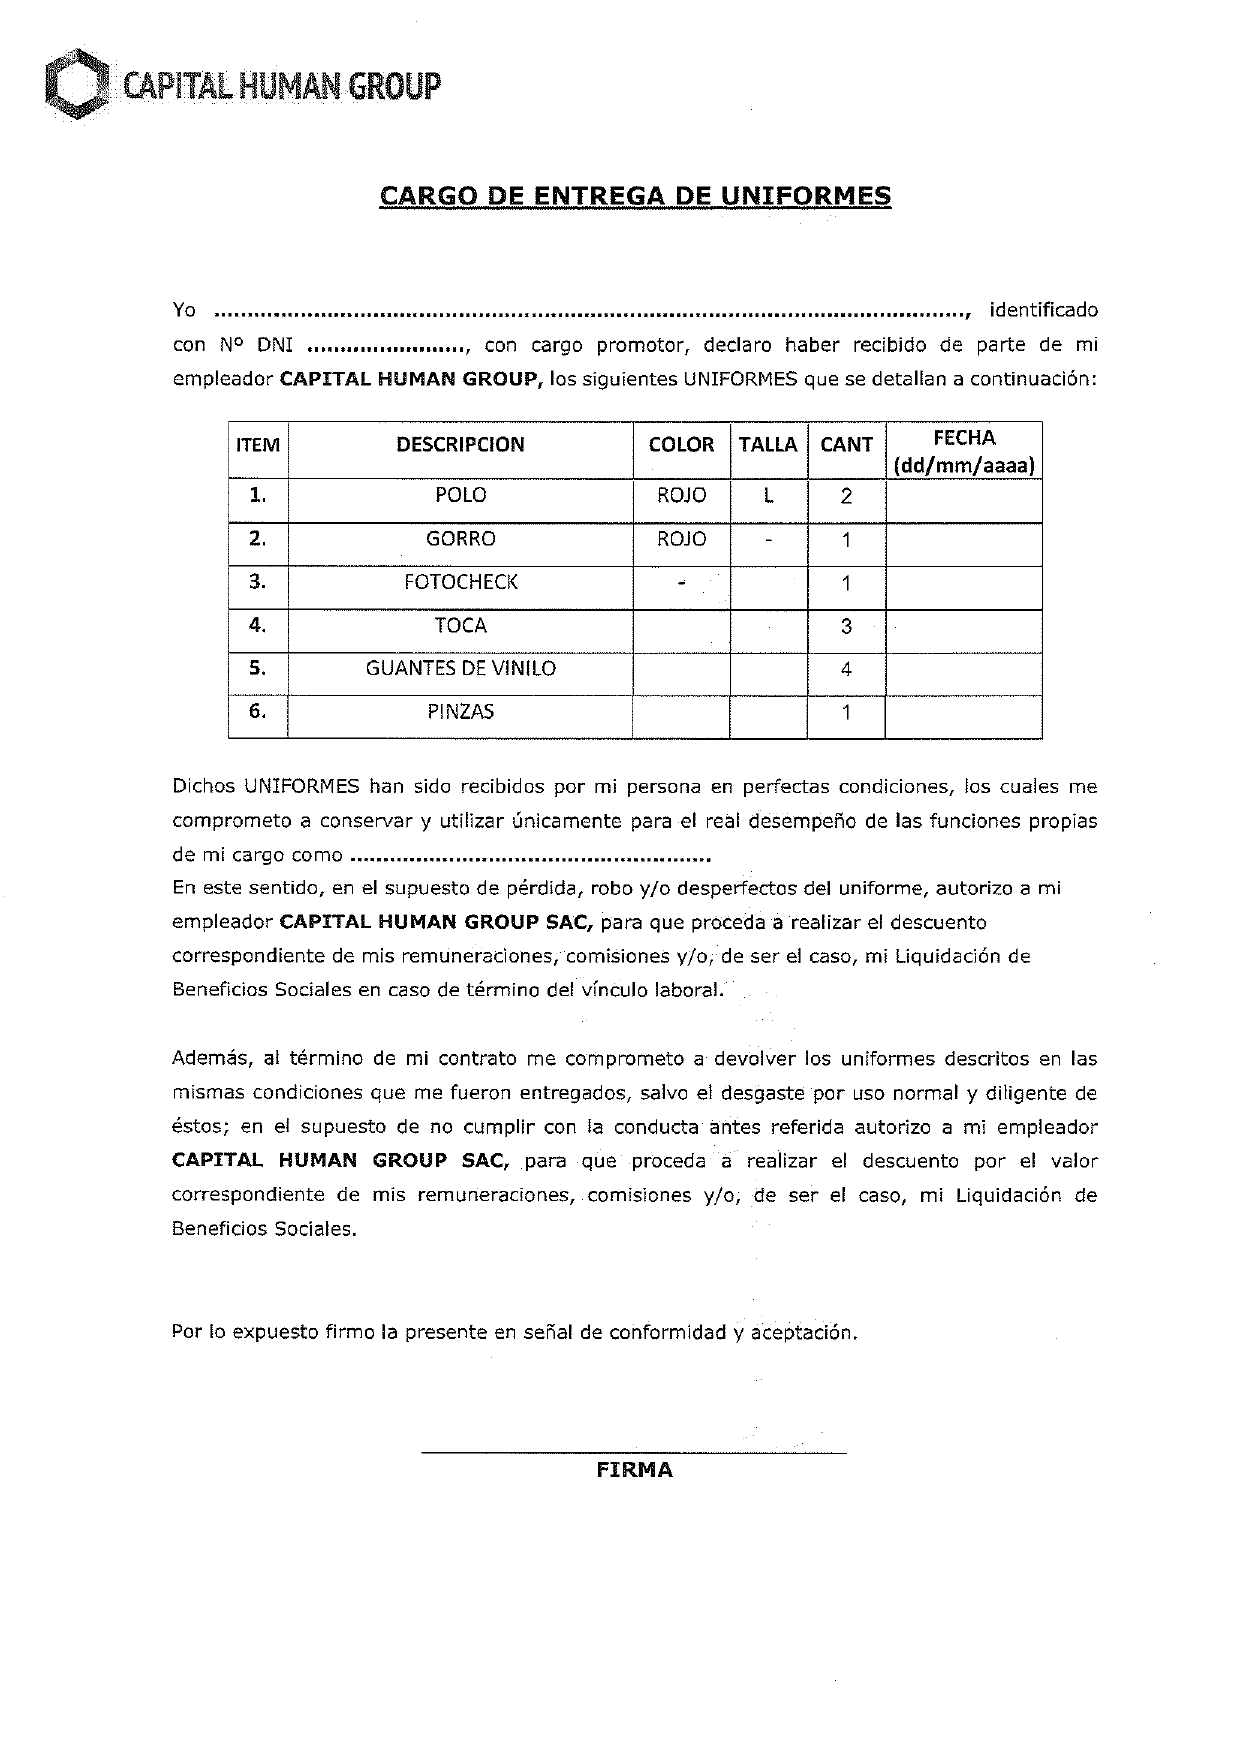 CAPITAL HUMAN GROUP
CARGO DE ENTREGA DE UNIFORMES
Yo ................................................................................................................., identificado
con Nº DNI ........................, con cargo promotor, declaro haber recibido de parte de mi
empleador CAPITAL HUMAN GROUP, los siguientes UNIFORMES que se detallan a continuación:
ITEM DESCRIPCION COLOR TALLA CANT FECHA (dd/mm/aaaa)
1. POLO ROJO L 2
2. GORRO ROJO - 1
3. FOTOCHECK - 1
4. TOCA 3
5. GUANTES DE VINILO 4
6. PINZAS 1
Dichos UNIFORMES han sido recibidos por mi persona en perfectas condiciones, los cuales me
comprometo a conservar y utilizar únicamente para el real desempeño de las funciones propias
de mi cargo como .......................................................
En este sentido, en el supuesto de pérdida, robo y/o desperfectos del uniforme, autorizo a mi
empleador CAPITAL HUMAN GROUP SAC, para que proceda a realizar el descuento
correspondiente de mis remuneraciones, comisiones y/o, de ser el caso, mi Liquidación de
Beneficios Sociales en caso de término del vínculo laboral.
Además, al término de mi contrato me comprometo a devolver los uniformes descritos en las
mismas condiciones que me fueron entregados, salvo el desgaste por uso normal y diligente de
éstos; en el supuesto de no cumplir con la conducta antes referida autorizo a mi empleador
CAPITAL HUMAN GROUP SAC, para que proceda a realizar el descuento por el valor
correspondiente de mis remuneraciones, comisiones y/o, de ser el caso, mi Liquidación de
Beneficios Sociales.
Por lo expuesto firmo la presente en señal de conformidad y aceptación.
FIRMA